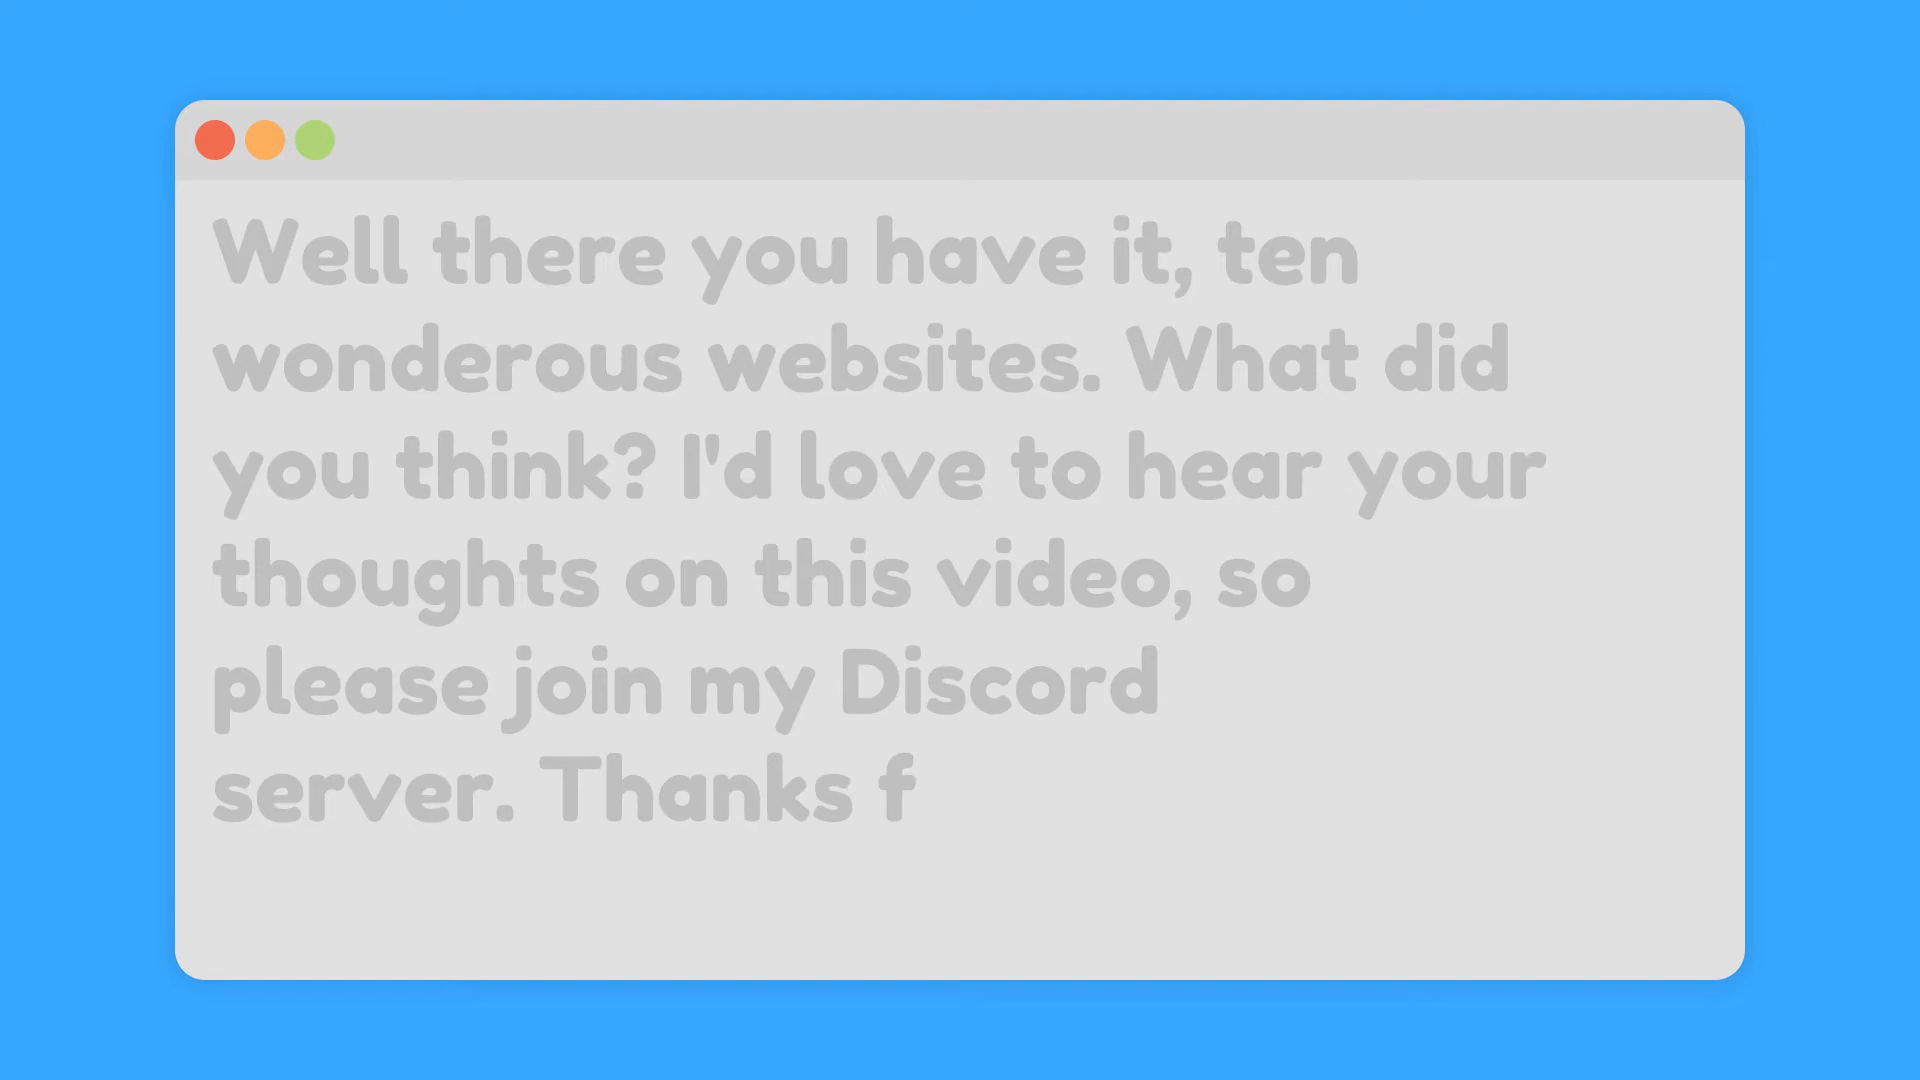 Well there you have it, ten
wonderous websites. What did
you think? I'd love to hear your
thoughts on this video, so
please join my Discord
server. Thanks f